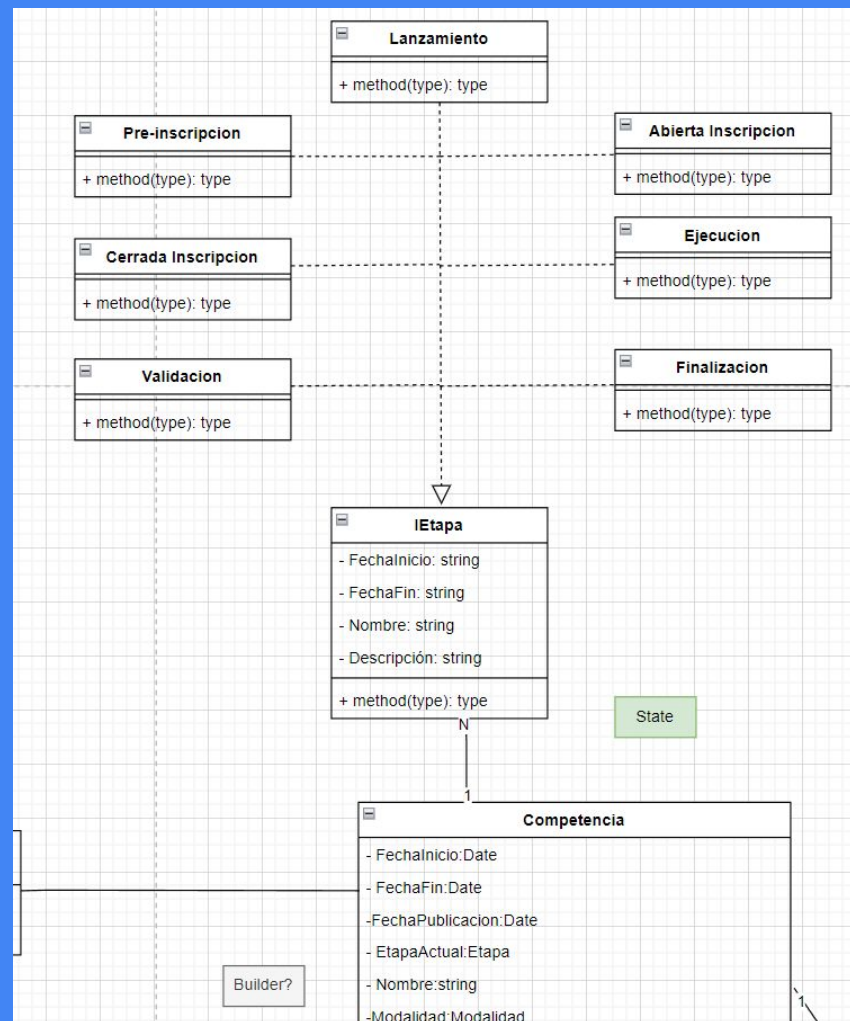 Lanzamiento
+ method(type): type
Pre-inscripcion
+ method(type): type
Abierta Inscripcion
+ method(type): type
Cerrada Inscripcion
+ method(type): type
Ejecucion
+ method(type): type
Validacion
+ method(type): type
Finalizacion
+ method(type): type
IEtapa
- FechaInicio: string
- FechaFin: string
- Nombre: string
- Descripción: string
+ method(type): type
N
State
1
Competencia
- FechaInicio:Date
- FechaFin:Date
-FechaPublicacion:Date
- EtapaActual:Etapa
Builder?
- Nombre:string
1
-Modalidad:Modalidad